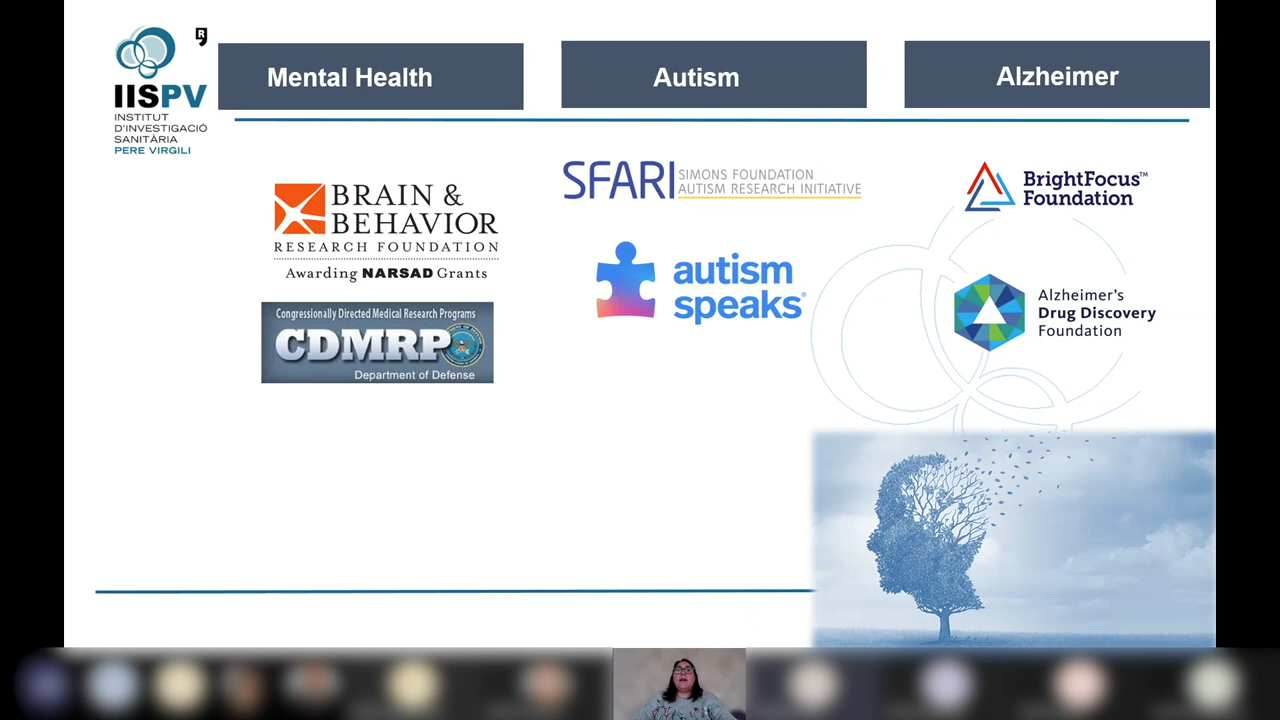 R
IISPV
INSTITUT
D'INVESTIGACIÓ
SANITÀRIA
PERE VIRGILI
Mental Health
Autism
Alzheimer
BRAIN &
BEHAVIOR
RESEARCH FOUNDATION
Awarding NARSAD Grants
Congressionally Directed Medical Research Programs
CDMRP
Department of Defense
SFARI
SIMONS FOUNDATION
AUTISM RESEARCH INITIATIVE
autism
speaks®
BrightFocus™
Foundation
Alzheimer's
Drug Discovery
Foundation